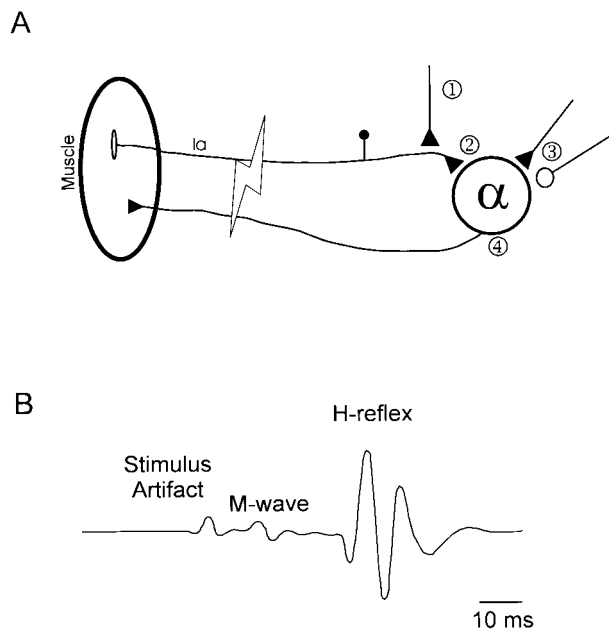 A
Muscle
Ia
①
②
③
α
④
B
H-reflex
Stimulus
Artifact
M-wave
10 ms